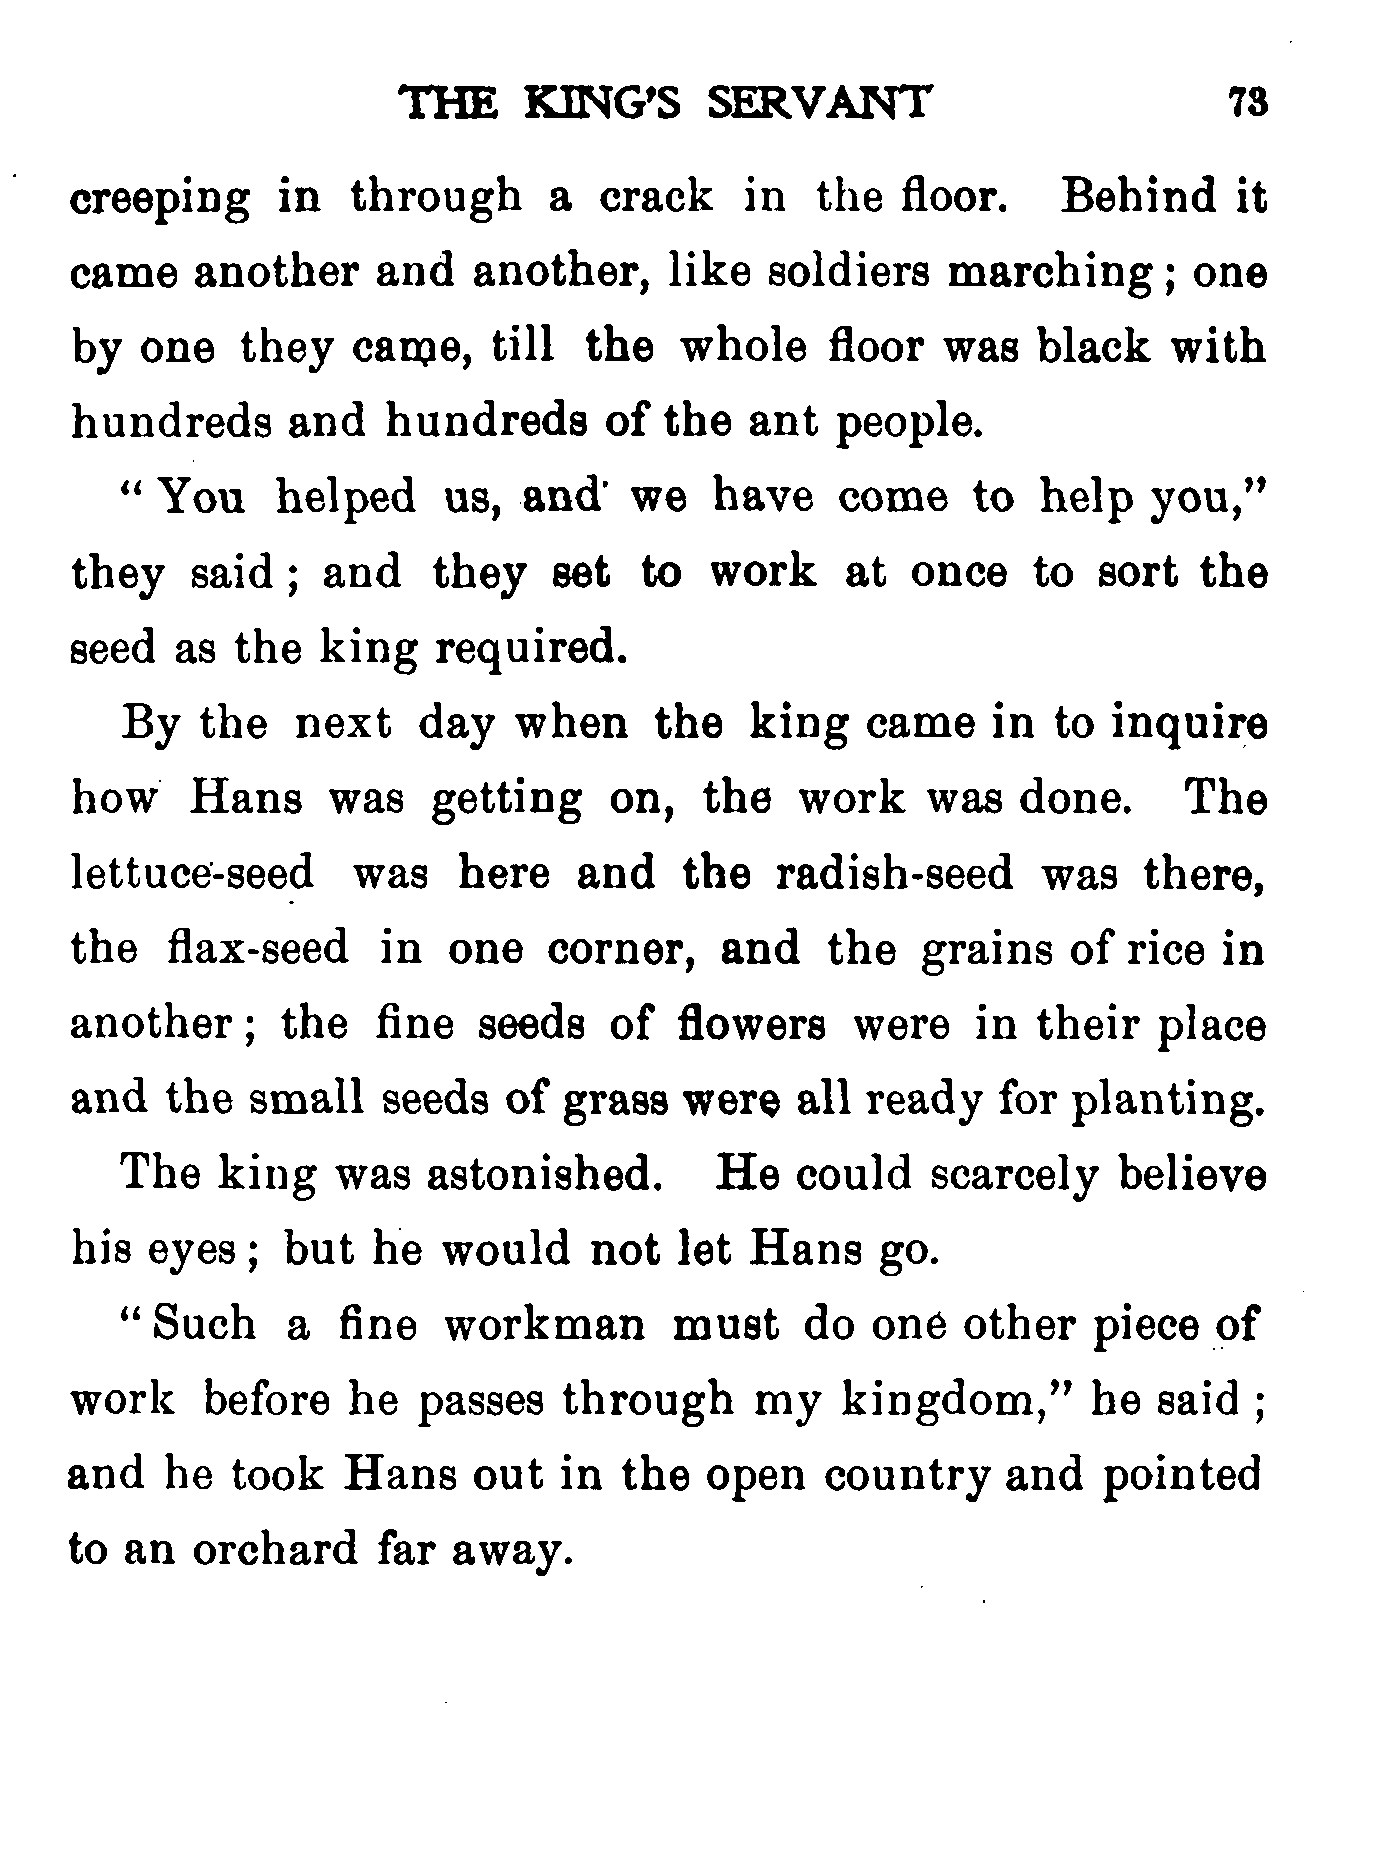 THE KING'S SERVANT 73
creeping in through a crack in the floor. Behind it
came another and another, like soldiers marching ; one
by one they came, till the whole floor was black with
hundreds and hundreds of the ant people.
" You helped us, and we have come to help you,"
they said ; and they set to work at once to sort the
seed as the king required.
By the next day when the king came in to inquire
how Hans was getting on, the work was done. The
lettuce-seed was here and the radish-seed was there,
the flax-seed in one corner, and the grains of rice in
another ; the fine seeds of flowers were in their place
and the small seeds of grass were all ready for planting.
The king was astonished. He could scarcely believe
his eyes ; but he would not let Hans go.
" Such a fine workman must do one other piece of
work before he passes through my kingdom," he said ;
and he took Hans out in the open country and pointed
to an orchard far away.